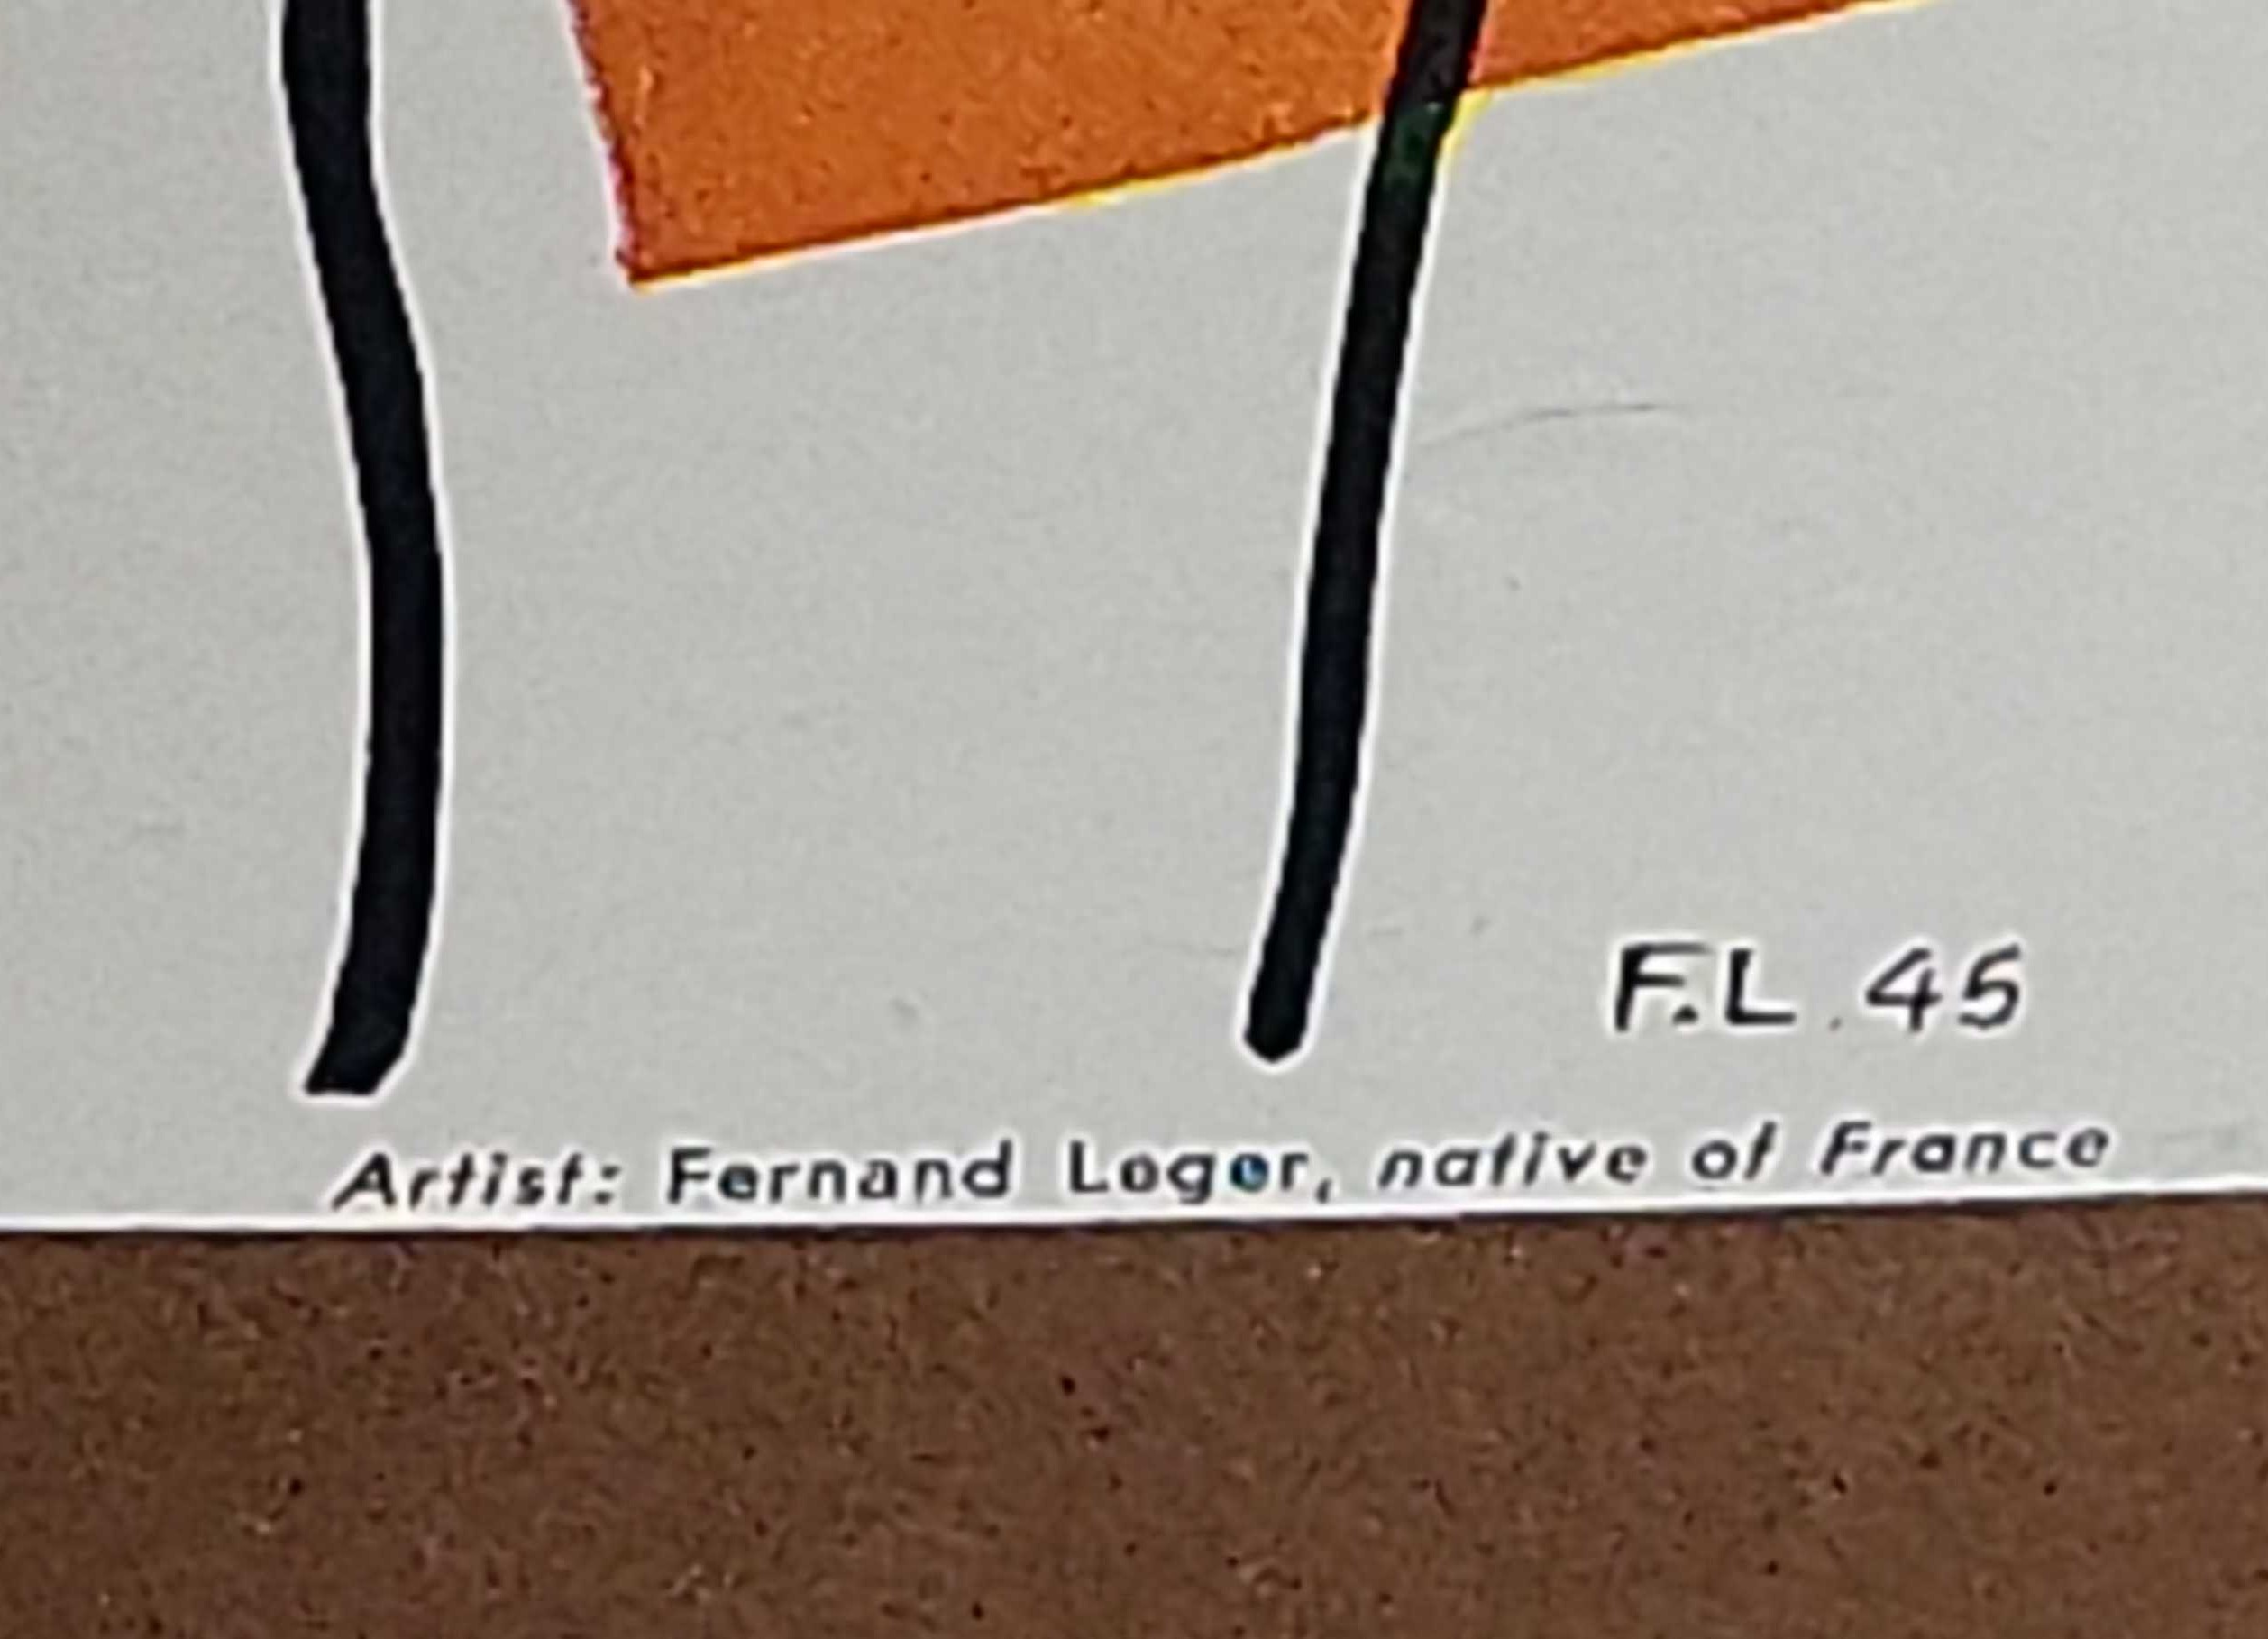 F.L. 45
Artist: Fernand Leger, native of France